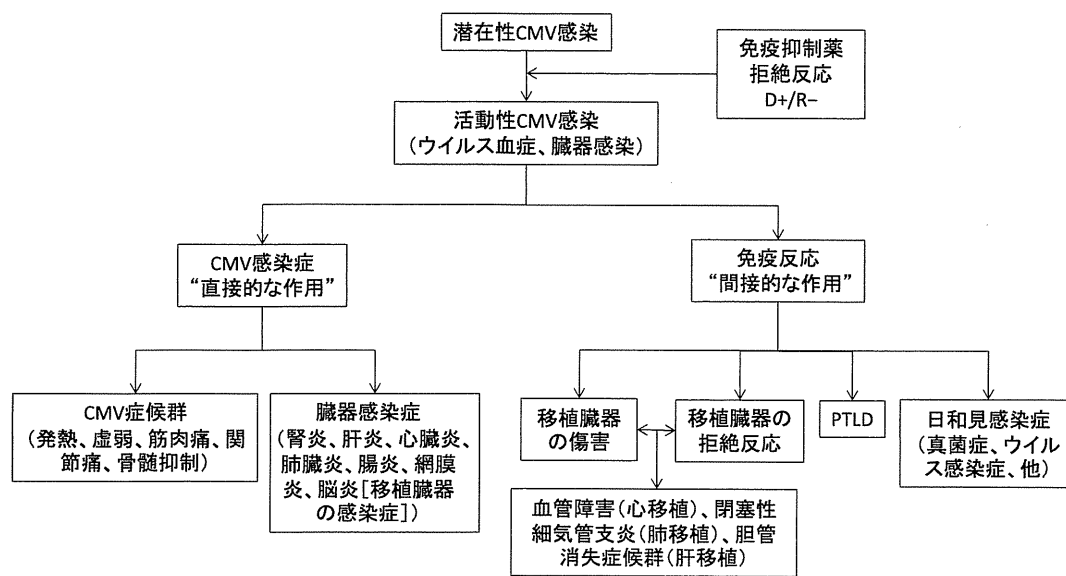 潜在性CMV感染
免疫抑制薬
拒絶反応
D+/R−
活動性CMV感染
(ウイルス血症、臓器感染)
CMV感染症
“直接的な作用”
免疫反応
“間接的な作用”
CMV症候群
(発熱、虚弱、筋肉痛、関
節痛、骨髄抑制)
臓器感染症
(腎炎、肝炎、心臓炎、
肺臓炎、腸炎、網膜
炎、脳炎[移植臓器
の感染症])
移植臓器
の傷害
移植臓器の
拒絶反応
PTLD
日和見感染症
(真菌症、ウイル
ス感染症、他)
血管障害(心移植)、閉塞性
細気管支炎(肺移植)、胆管
消失症候群(肝移植)